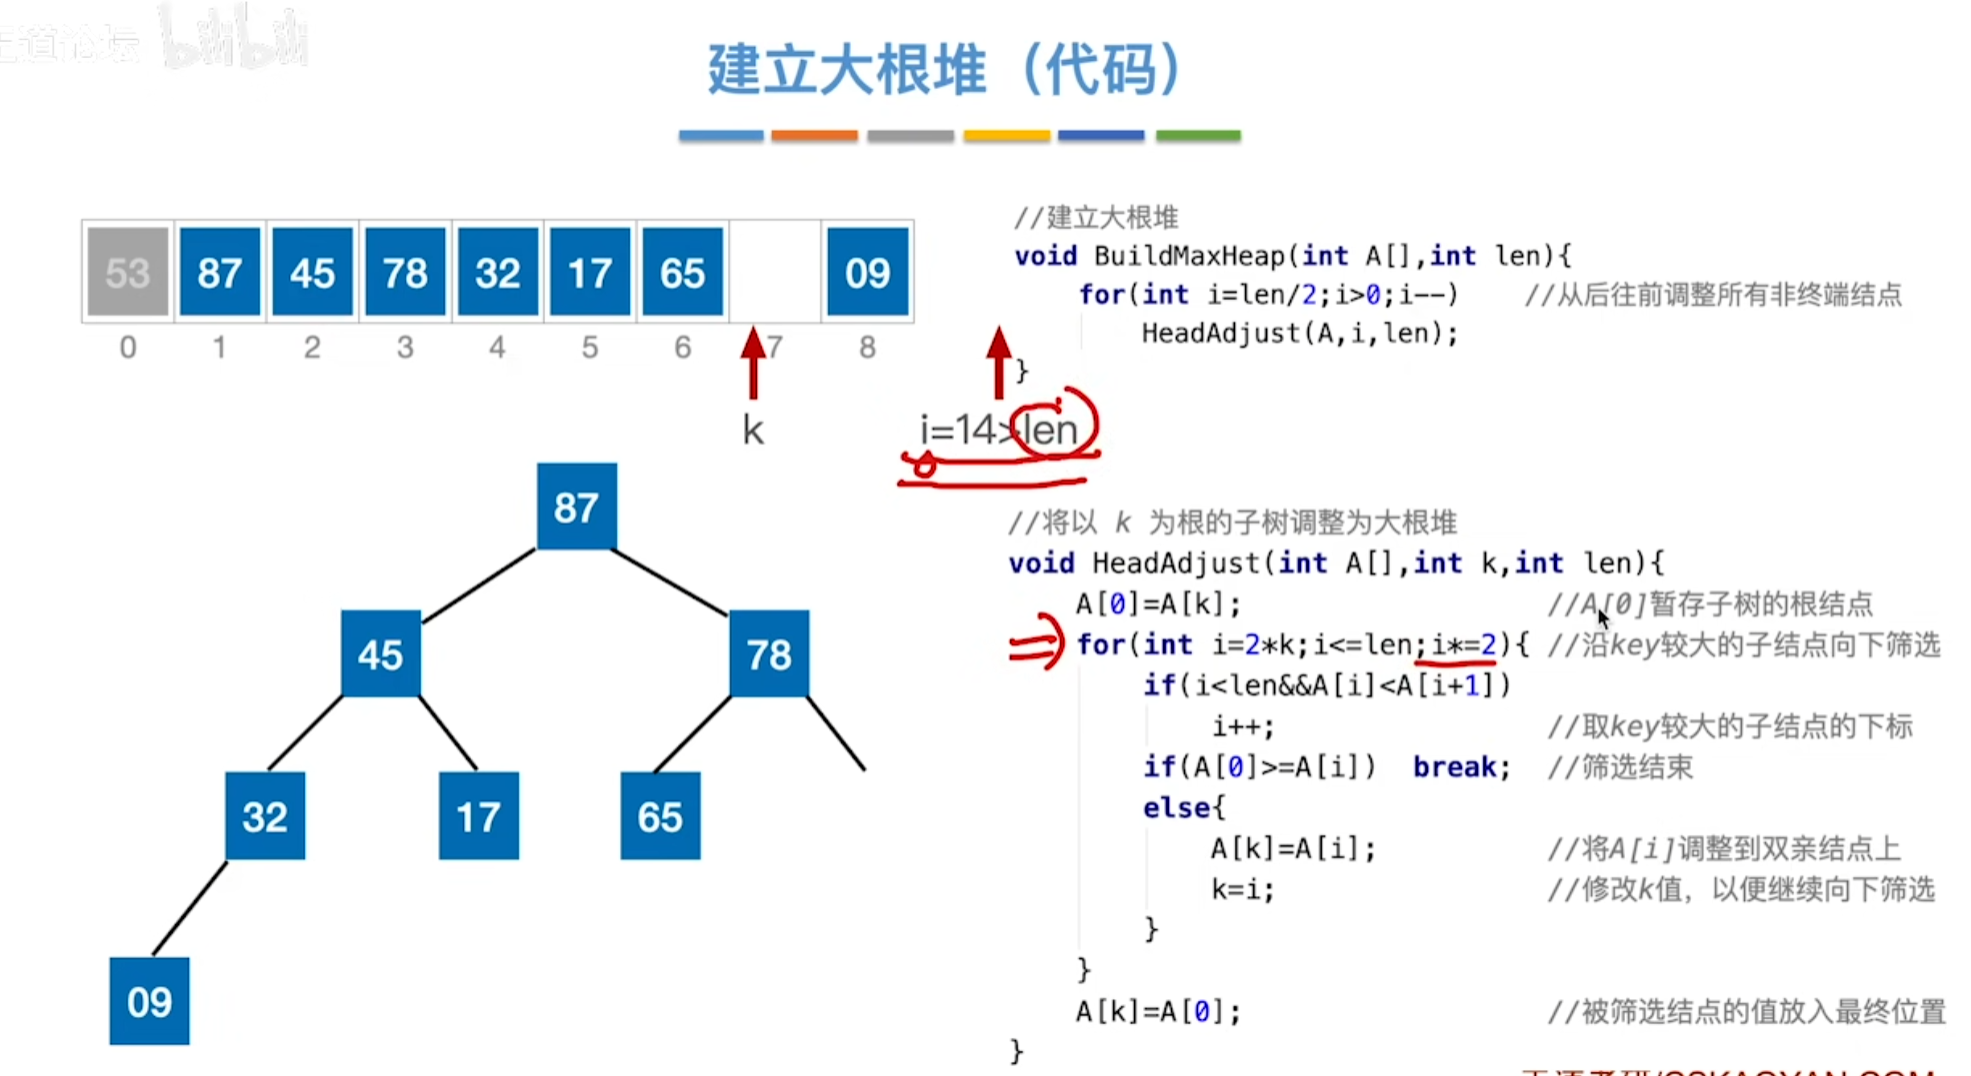 王道论坛 bilibili
建立大根堆（代码）
53 87 45 78 32 17 65 09
0 1 2 3 4 5 6 7 8
k
i=14>len
87
45 78
32 17 65
09
//建立大根堆
void BuildMaxHeap(int A[],int len){
for(int i=len/2;i>0;i--) //从后往前调整所有非终端结点
HeadAdjust(A,i,len);
}
//将以 k 为根的子树调整为大根堆
void HeadAdjust(int A[],int k,int len){
A[0]=A[k]; //A[0]暂存子树的根结点
for(int i=2*k;i<=len;i*=2){ //沿key较大的子结点向下筛选
if(i<len&&A[i]<A[i+1])
i++; //取key较大的子结点的下标
if(A[0]>=A[i]) break; //筛选结束
else{
A[k]=A[i]; //将A[i]调整到双亲结点上
k=i; //修改k值，以便继续向下筛选
}
}
A[k]=A[0]; //被筛选结点的值放入最终位置
}